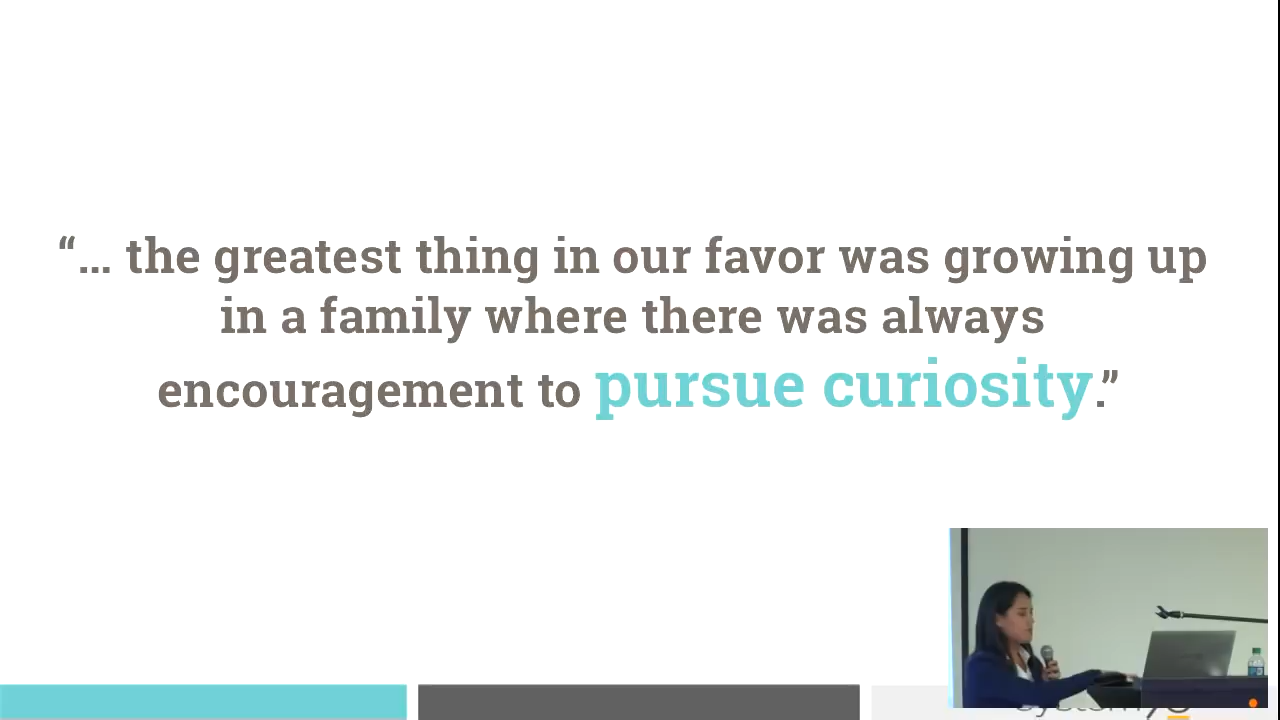 “... the greatest thing in our favor was growing up
in a family where there was always
encouragement to pursue curiosity.”